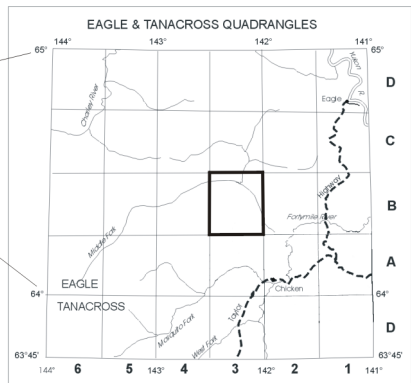 EAGLE & TANACROSS QUADRANGLES
144° 143° 142° 141°
65° 65°
Yukon R.
D
Eagle
Charley River
C
Highway
B
Fortymile River
Middle Fork
A
EAGLE
64° 64°
Chicken
TANACROSS
Taylor
Mosquito Fork
D
West Fork
63°45' 63°45'
144° 143° 142° 141°
6 5 4 3 2 1